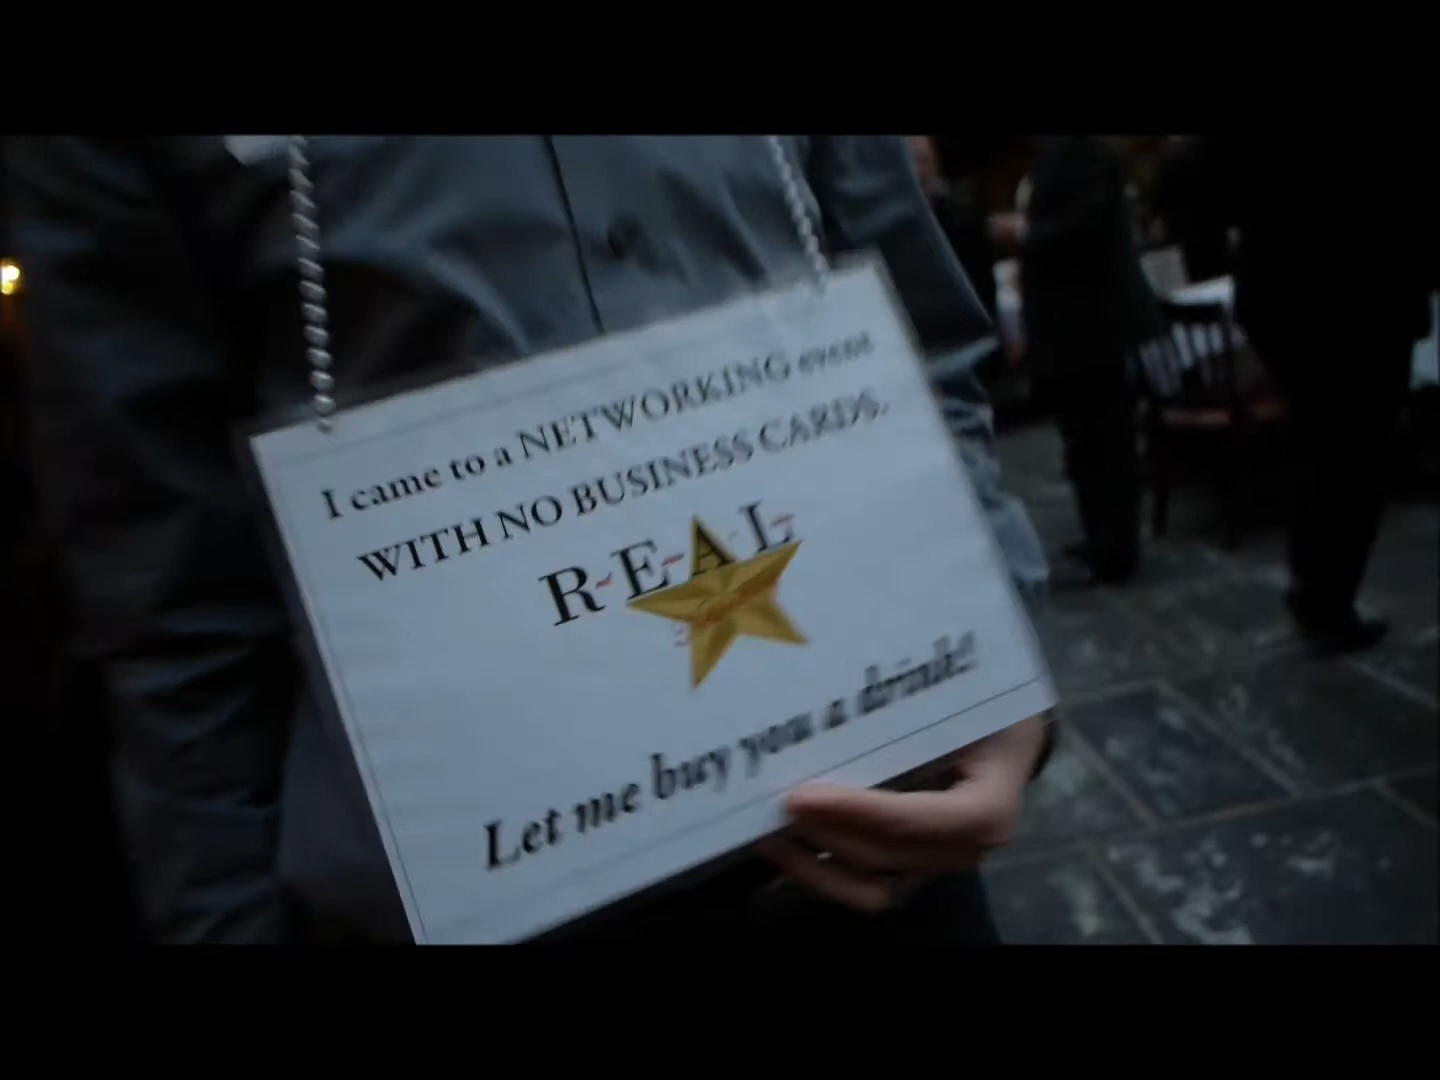 I came to a NETWORKING event
WITH NO BUSINESS CARDS.
R~E~A~L~
Let me buy you a drink!!